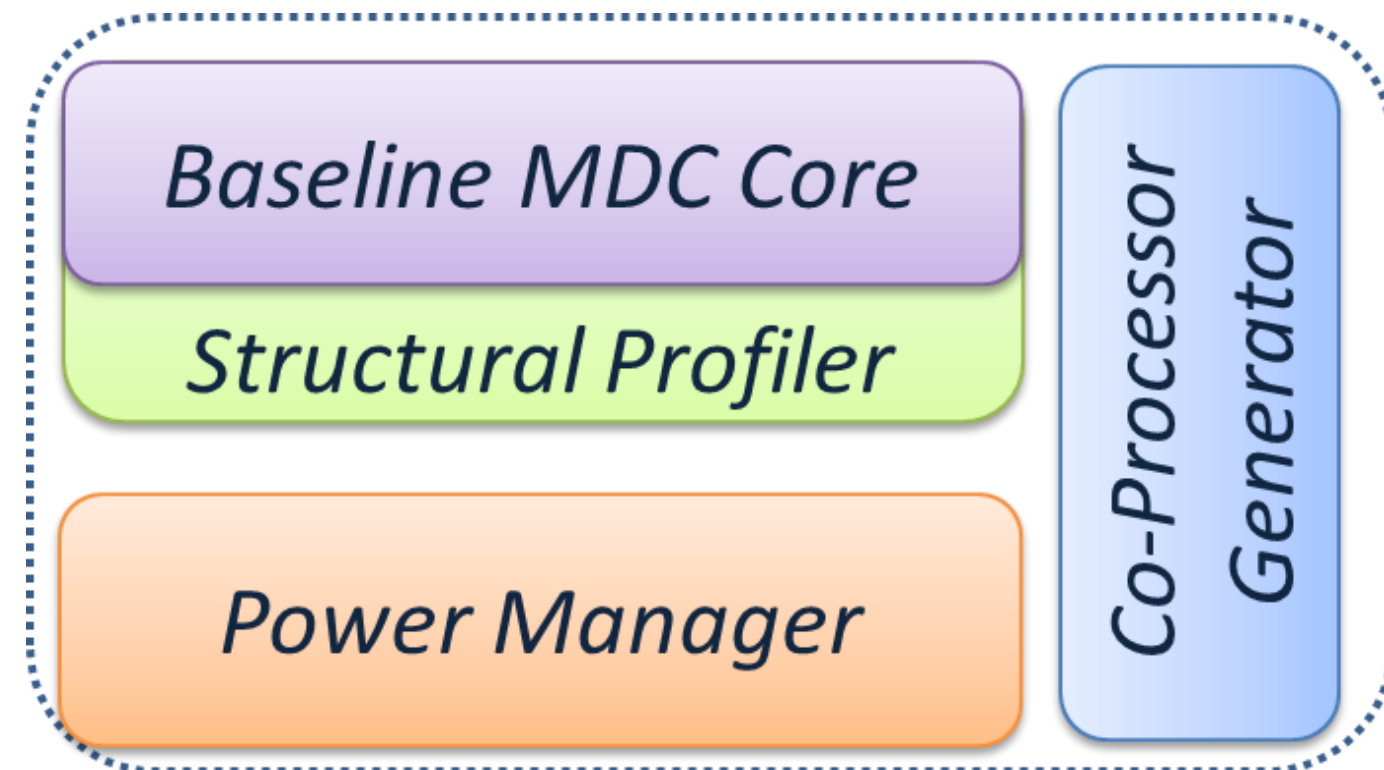 Baseline MDC Core
Structural Profiler
Power Manager
Co-Processor
Generator